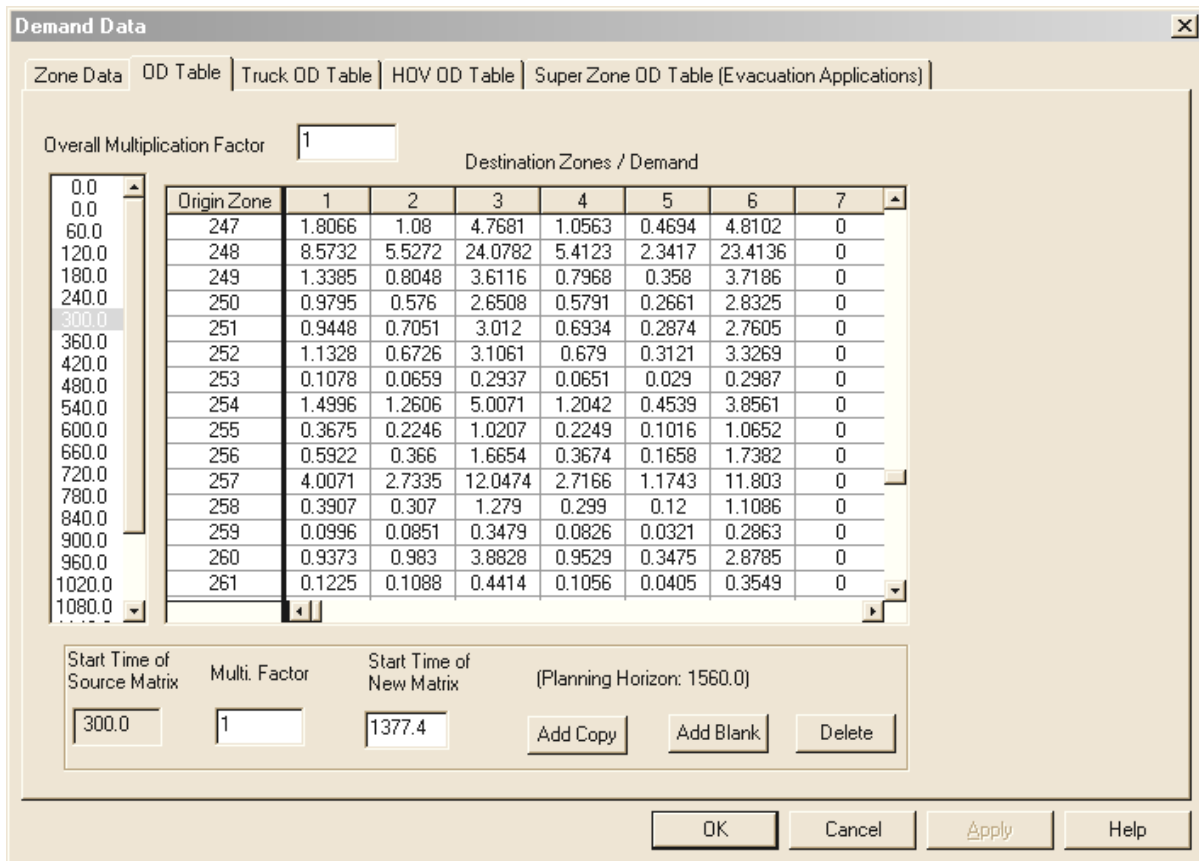 Demand Data
Zone Data OD Table Truck OD Table HOV OD Table Super Zone OD Table (Evacuation Applications)
Overall Multiplication Factor 1
Destination Zones / Demand
0.0
0.0
60.0
120.0
180.0
240.0
300.0
360.0
420.0
480.0
540.0
600.0
660.0
720.0
780.0
840.0
900.0
960.0
1020.0
1080.0
Origin Zone 1 2 3 4 5 6 7
247 1.8066 1.08 4.7681 1.0563 0.4694 4.8102 0
248 8.5732 5.5272 24.0782 5.4123 2.3417 23.4136 0
249 1.3385 0.8048 3.6116 0.7968 0.358 3.7186 0
250 0.9795 0.576 2.6508 0.5791 0.2661 2.8325 0
251 0.9448 0.7051 3.012 0.6934 0.2874 2.7605 0
252 1.1328 0.6726 3.1061 0.679 0.3121 3.3269 0
253 0.1078 0.0659 0.2937 0.0651 0.029 0.2987 0
254 1.4996 1.2606 5.0071 1.2042 0.4539 3.8561 0
255 0.3675 0.2246 1.0207 0.2249 0.1016 1.0652 0
256 0.5922 0.366 1.6654 0.3674 0.1658 1.7382 0
257 4.0071 2.7335 12.0474 2.7166 1.1743 11.803 0
258 0.3907 0.307 1.279 0.299 0.12 1.1086 0
259 0.0996 0.0851 0.3479 0.0826 0.0321 0.2863 0
260 0.9373 0.983 3.8828 0.9529 0.3475 2.8785 0
261 0.1225 0.1088 0.4414 0.1056 0.0405 0.3549 0
Start Time of
Source Matrix
300.0
Multi. Factor
1
Start Time of
New Matrix
1377.4
(Planning Horizon: 1560.0)
Add Copy Add Blank Delete
OK Cancel Apply Help